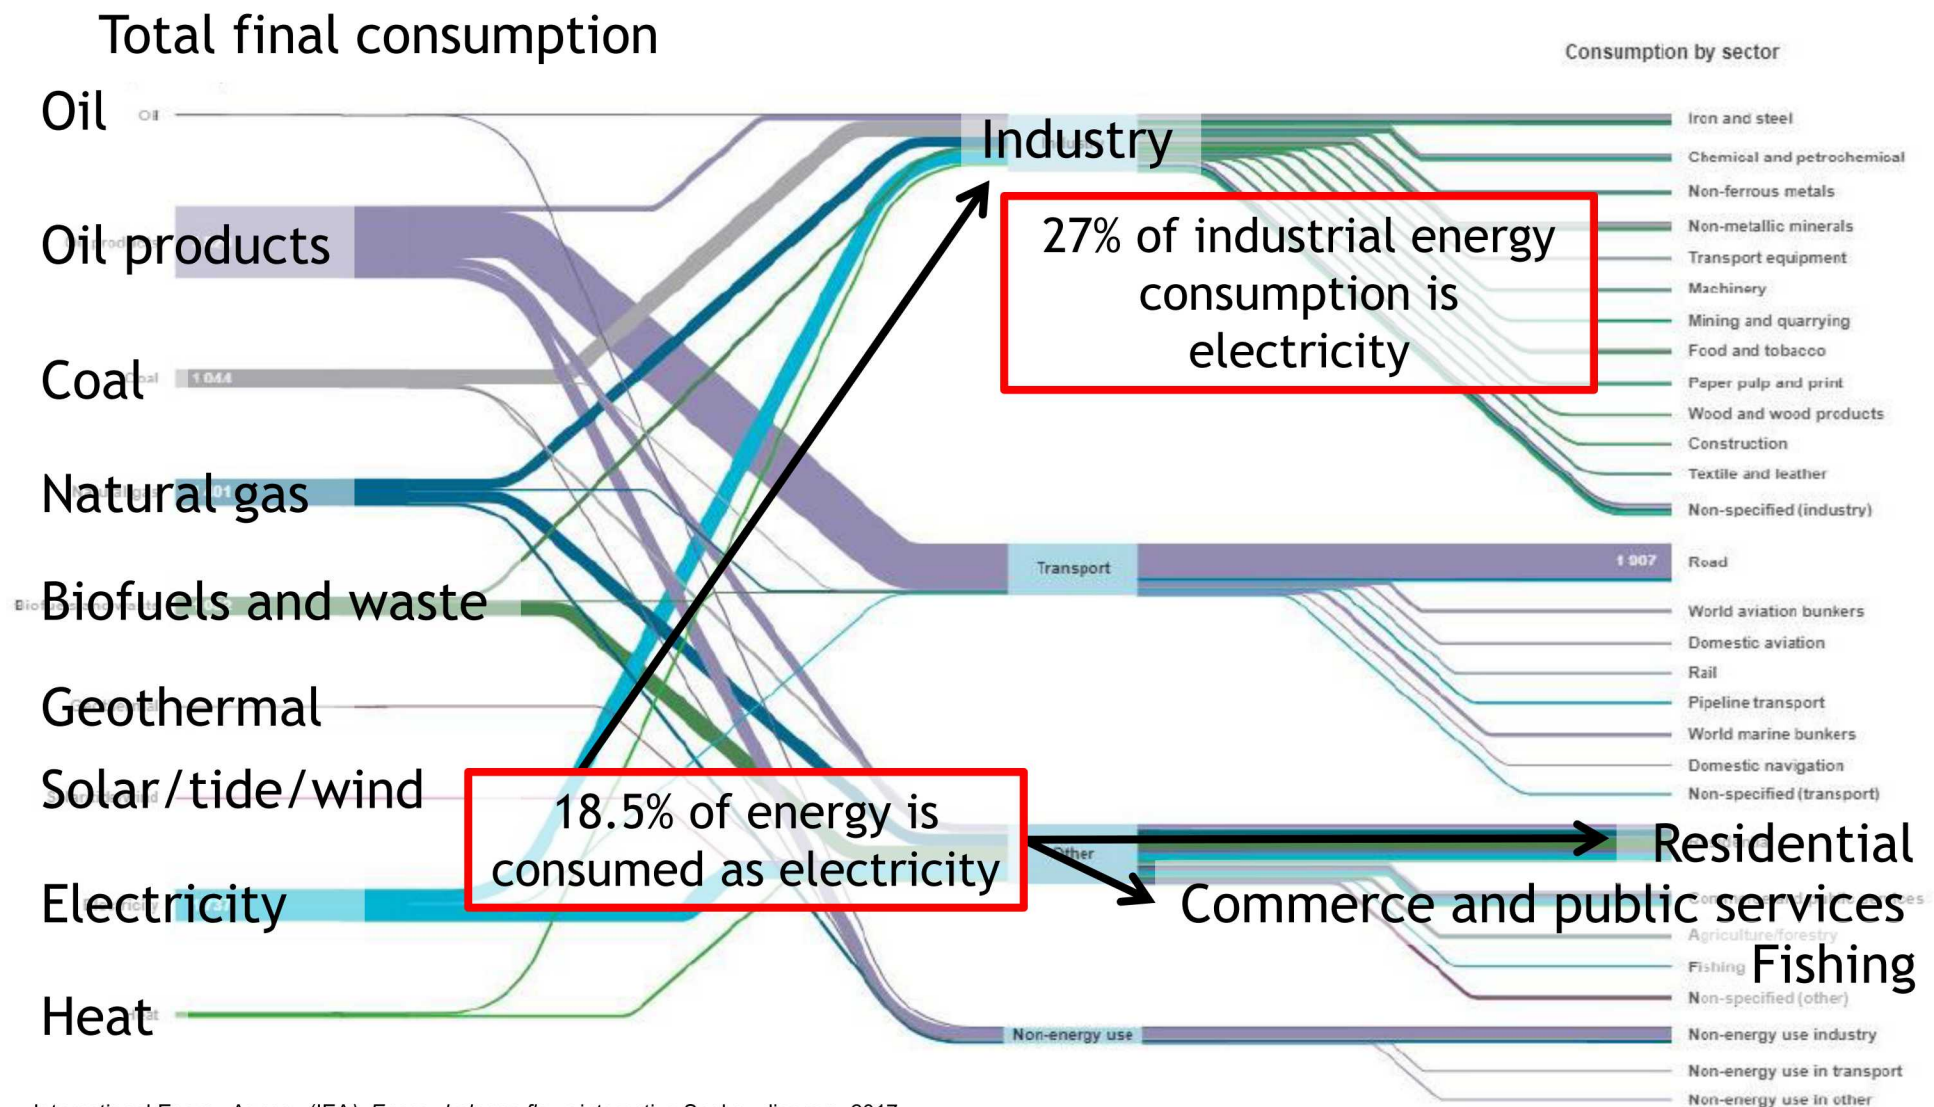 Total final consumption
Consumption by sector
Oil
Oil
Oil products
Coal
1 044
Natural gas
Biofuels and waste
Geothermal
Solar/tide/wind
Electricity
Heat
Industry
27% of industrial energy
consumption is
electricity
18.5% of energy is
consumed as electricity
Transport
Other
Non-energy use
Iron and steel
Chemical and petrochemical
Non-ferrous metals
Non-metallic minerals
Transport equipment
Machinery
Mining and quarrying
Food and tobacco
Paper pulp and print
Wood and wood products
Construction
Textile and leather
Non-specified (industry)
1 907
Road
World aviation bunkers
Domestic aviation
Rail
Pipeline transport
World marine bunkers
Domestic navigation
Non-specified (transport)
Residential
Commerce and public services
Agriculture/forestry
Fishing
Fishing
Non-specified (other)
Non-energy use industry
Non-energy use in transport
Non-energy use in other